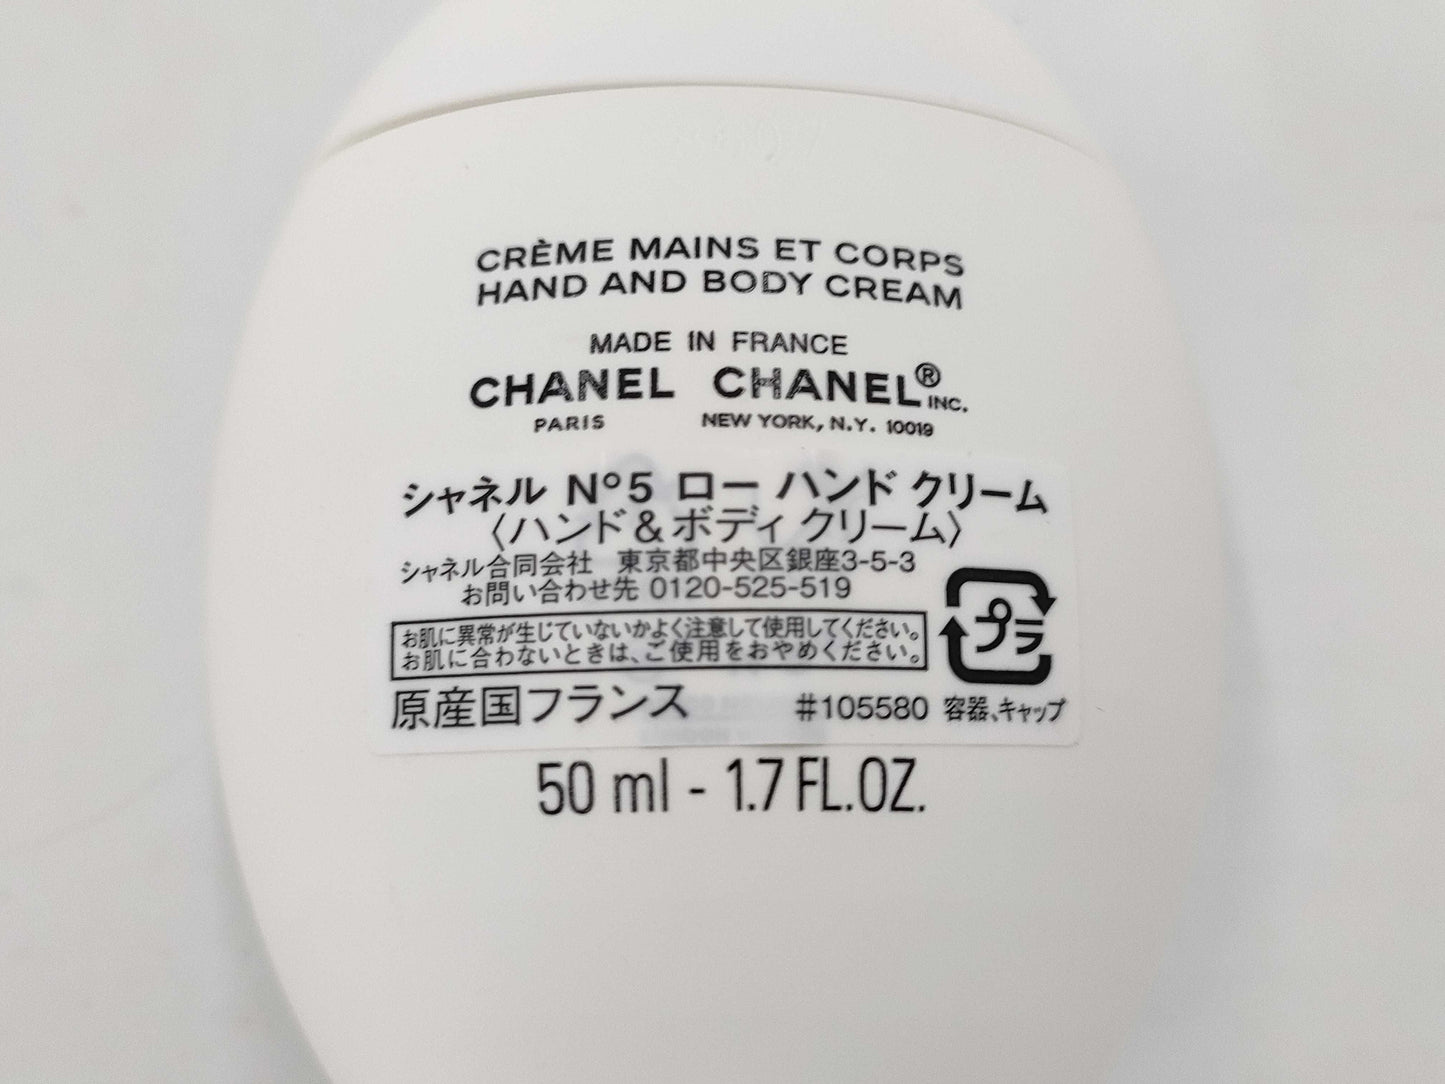 CRÈME MAINS ET CORPS
HAND AND BODY CREAM
MADE IN FRANCE
CHANEL CHANEL® INC.
PARIS NEW YORK, N.Y. 10019
シャネル N°5 ロー ハンド クリーム
〈ハンド＆ボディ クリーム〉
シャネル合同会社 東京都中央区銀座3-5-3
お問い合わせ先 0120-525-519
お肌に異常が生じていないかよく注意して使用してください。
お肌に合わないときは、ご使用をおやめください。
プラ
原産国フランス #105580 容器、キャップ
50 ml - 1.7 FL.OZ.